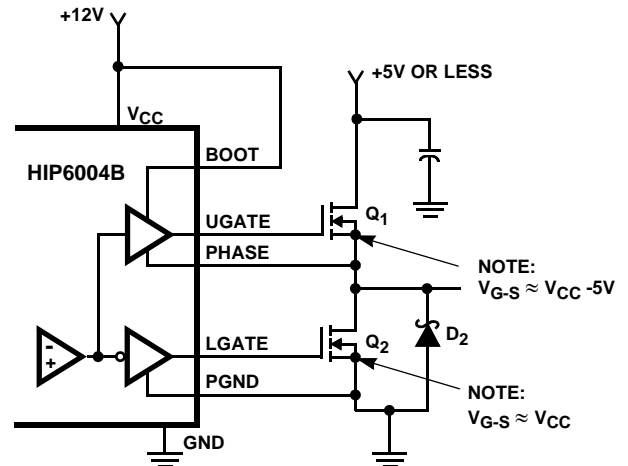 +12V
+5V OR LESS
VCC
BOOT
HIP6004B
UGATE
Q1
PHASE
NOTE:
VG-S ≈ VCC -5V
-
+
LGATE
Q2
D2
PGND
NOTE:
VG-S ≈ VCC
GND